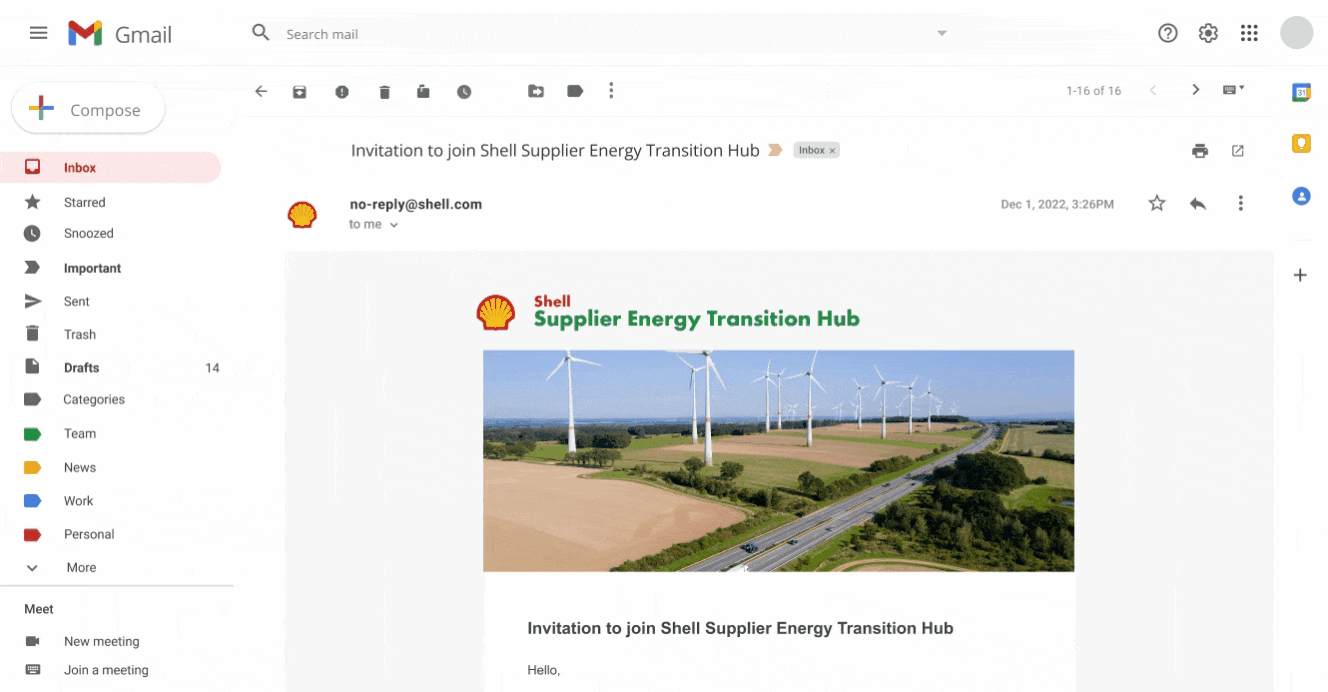 Gmail
Search mail
Compose
1-16 of 16
31
Invitation to join Shell Supplier Energy Transition Hub
Inbox ×
Inbox
Starred
no-reply@shell.com
Dec 1, 2022, 3:26PM
to me
Snoozed
Important
Sent
Trash
Drafts 14
Categories
Team
News
Work
Personal
More
Meet
New meeting
Join a meeting
Shell
Supplier Energy Transition Hub
Invitation to join Shell Supplier Energy Transition Hub
Hello,